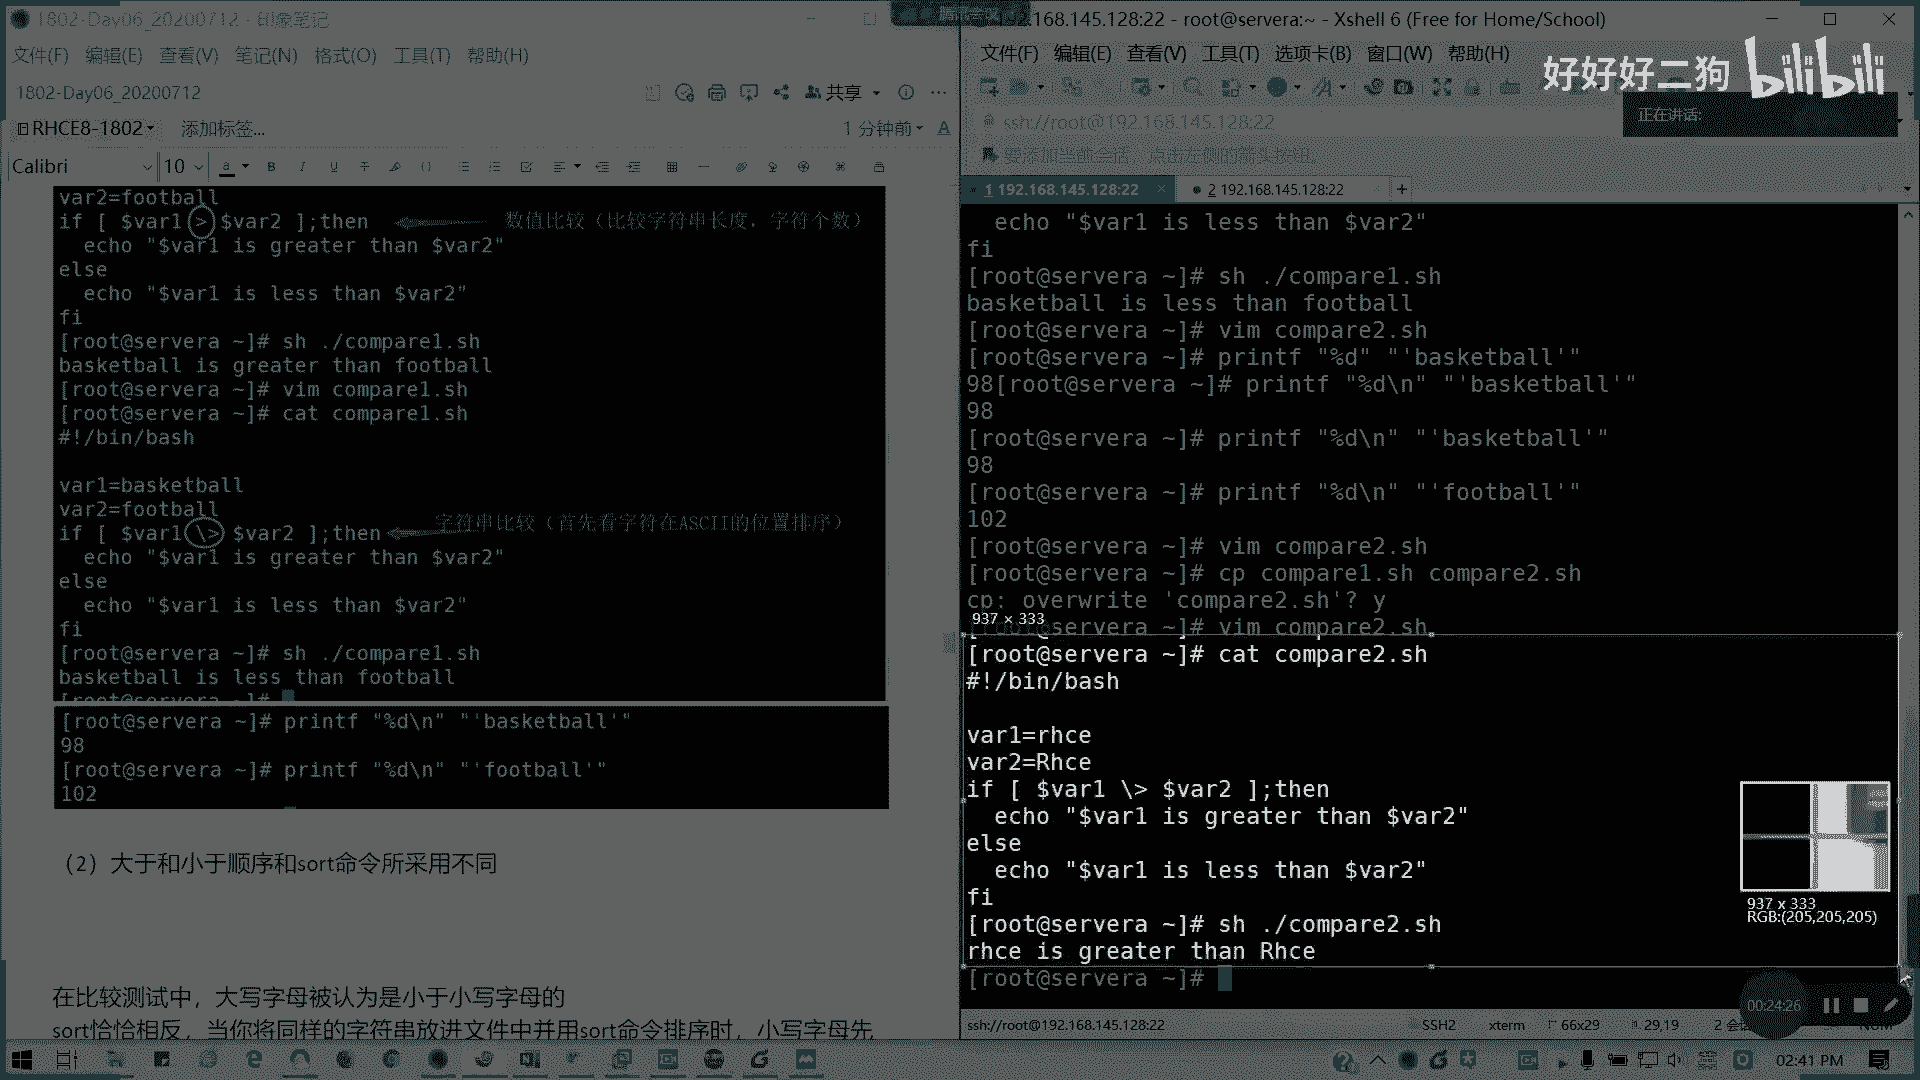 1802-Day06_20200712 - 印象笔记
文件(F) 编辑(E) 查看(V) 笔记(N) 格式(O) 工具(T) 帮助(H)
1802-Day06_20200712
共享
RHCE8-1802
添加标签...
1 分钟前
Calibri
10
var2=football
if [ $var1 > $var2 ];then
数值比较（比较字符串长度，字符个数）
echo "$var1 is greater than $var2"
else
echo "$var1 is less than $var2"
fi
[root@servera ~]# sh ./compare1.sh
basketball is greater than football
[root@servera ~]# vim compare1.sh
[root@servera ~]# cat compare1.sh
#!/bin/bash
var1=basketball
var2=football
if [ $var1 \> $var2 ];then
字符串比较（首先看字符在ASCII的位置排序）
echo "$var1 is greater than $var2"
else
echo "$var1 is less than $var2"
fi
[root@servera ~]# sh ./compare1.sh
basketball is less than football
[root@servera ~]#
[root@servera ~]# printf "%d\n" "'basketball'"
98
[root@servera ~]# printf "%d\n" "'football'"
102
（2）大于和小于顺序和sort命令所采用不同
在比较测试中，大写字母被认为是小于小写字母的
sort恰恰相反，当你将同样的字符串放进文件中并用sort命令排序时，小写字母先
192.168.145.128:22 - root@servera:~ - Xshell 6 (Free for Home/School)
文件(F) 编辑(E) 查看(V) 工具(T) 选项卡(B) 窗口(W) 帮助(H)
好好好二狗 bilibili
正在讲话:
ssh://root@192.168.145.128:22
要添加当前会话，点击左侧的箭头按钮。
1 192.168.145.128:22
2 192.168.145.128:22
echo "$var1 is less than $var2"
fi
[root@servera ~]# sh ./compare1.sh
basketball is less than football
[root@servera ~]# vim compare2.sh
[root@servera ~]# printf "%d" "'basketball'"
98[root@servera ~]# printf "%d\n" "'basketball'"
98
[root@servera ~]# printf "%d\n" "'basketball'"
98
[root@servera ~]# printf "%d\n" "'football'"
102
[root@servera ~]# vim compare2.sh
[root@servera ~]# cp compare1.sh compare2.sh
cp: overwrite 'compare2.sh'? y
937 × 333
[root@servera ~]# vim compare2.sh
[root@servera ~]# cat compare2.sh
#!/bin/bash
var1=rhce
var2=Rhce
if [ $var1 \> $var2 ];then
echo "$var1 is greater than $var2"
else
echo "$var1 is less than $var2"
fi
[root@servera ~]# sh ./compare2.sh
rhce is greater than Rhce
[root@servera ~]#
937 x 333
RGB:(205,205,205)
00:24:26
ssh://root@192.168.145.128:22
SSH2
xterm
66x29
29,19
NUM
02:41 PM